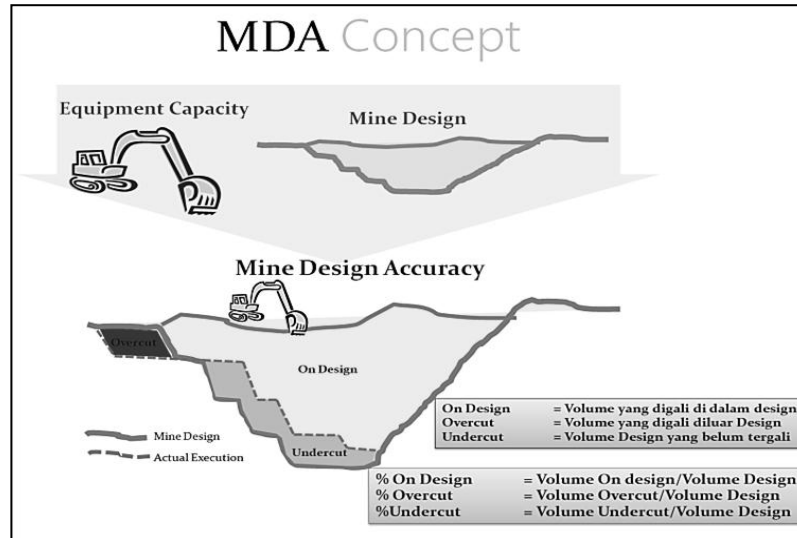 MDA Concept
Equipment Capacity
Mine Design
Mine Design Accuracy
Overcut
On Design
Undercut
Mine Design
Actual Execution
On Design = Volume yang digali di dalam design
Overcut = Volume yang digali diluar Design
Undercut = Volume Design yang belum tergali
% On Design = Volume On design/Volume Design
% Overcut = Volume Overcut/Volume Design
%Undercut = Volume Undercut/Volume Design